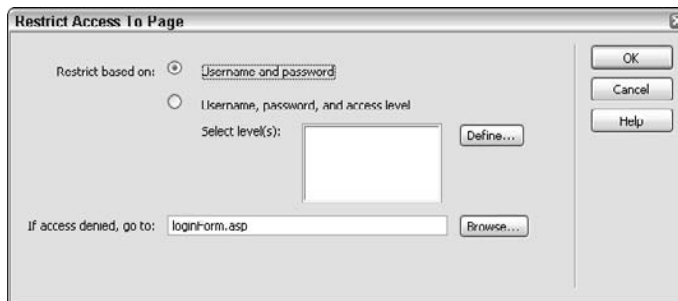 Restrict Access To Page
Restrict based on: Username and password
Username, password, and access level
Select level(s):
Define...
If access denied, go to: loginForm.asp
Browse...
OK
Cancel
Help